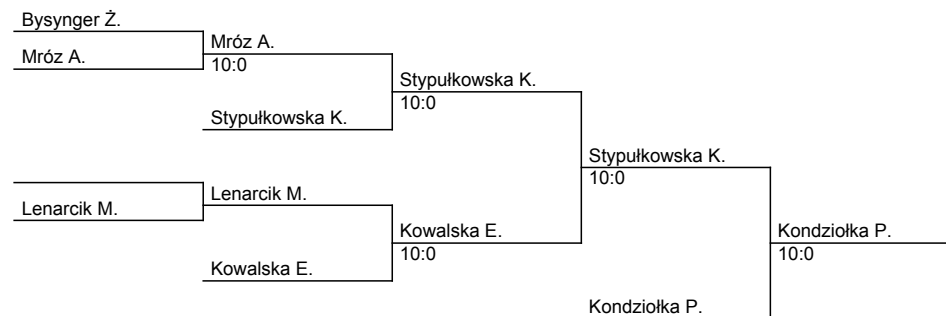 Bysynger Ż.
Mróz A.
Mróz A.
10:0
Stypułkowska K.
10:0
Stypułkowska K.
Stypułkowska K.
10:0
Lenarcik M.
Lenarcik M.
Kowalska E.
10:0
Kondziołka P.
10:0
Kowalska E.
Kondziołka P.